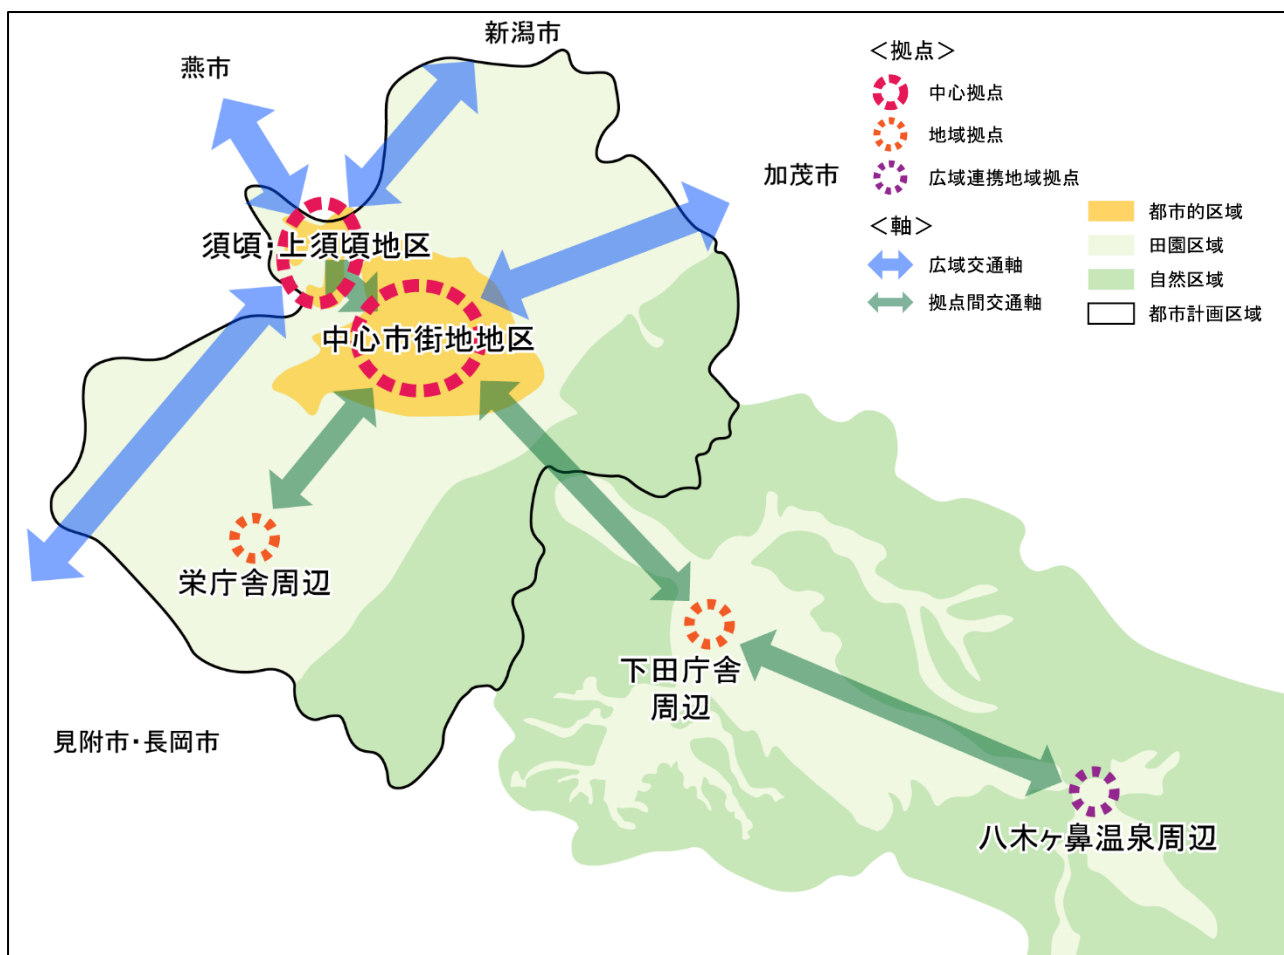 新潟市
燕市
加茂市
須頃・上須頃地区
中心市街地地区
栄庁舎周辺
下田庁舎
周辺
見附市・長岡市
八木ヶ鼻温泉周辺
＜拠点＞
中心拠点
地域拠点
広域連携地域拠点
＜軸＞
広域交通軸
拠点間交通軸
都市的区域
田園区域
自然区域
都市計画区域